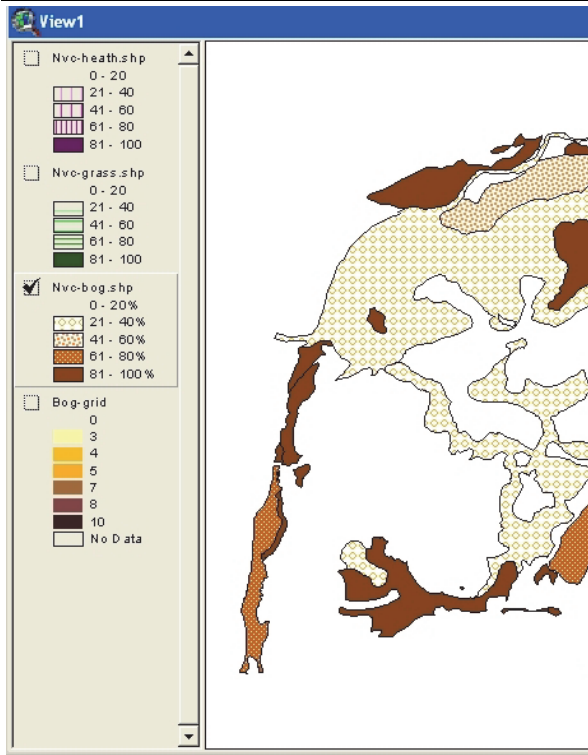 View1
Nvc-heath.shp
0 - 20
21 - 40
41 - 60
61 - 80
81 - 100
Nvc-grass.shp
0 - 20
21 - 40
41 - 60
61 - 80
81 - 100
Nvc-bog.shp
0 - 20%
21 - 40%
41 - 60%
61 - 80%
81 - 100%
Bog-grid
0
3
4
5
7
8
10
No Data